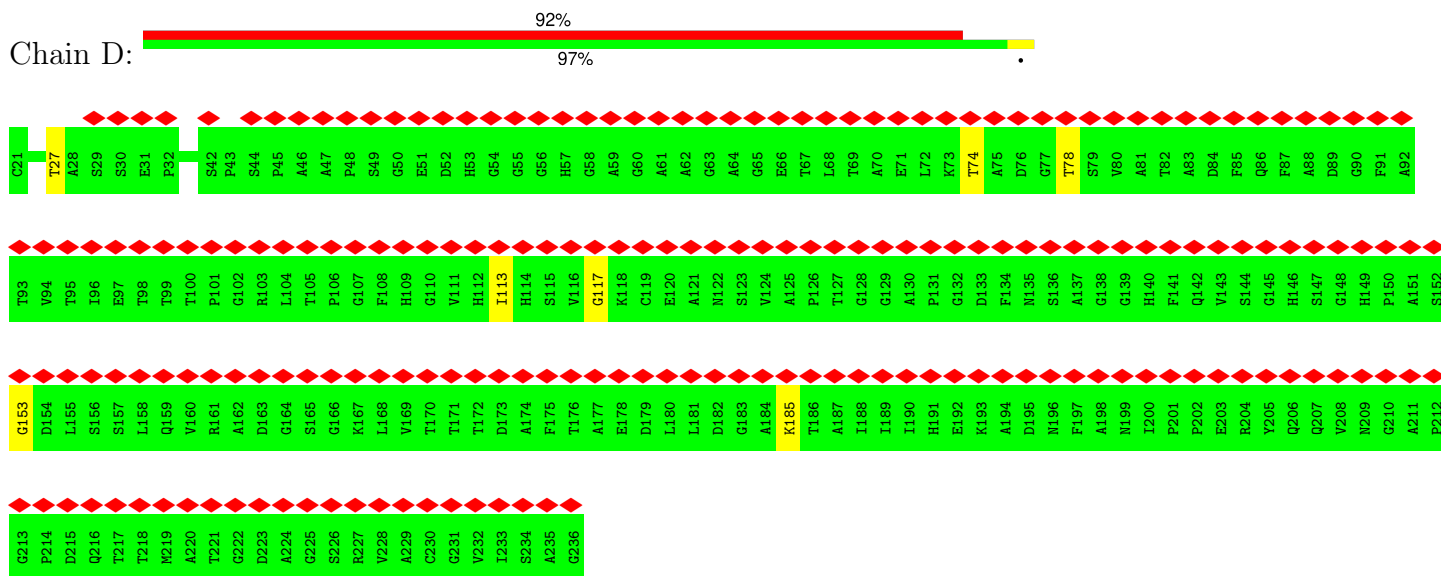 92%
Chain D:
97%
•
C21 T27 A28 S29 S30 E31 P32 S42 P43 S44 P45 A46 A47 P48 S49 G50 E51 D52 H53 G54 G55 G56 H57 G58 A59 G60 A61 A62 G63 A64 G65 E66 T67 L68 T69 A70 E71 L72 K73 T74 A75 D76 G77 T78 S79 V80 A81 T82 A83 D84 F85 Q86 F87 A88 D89 G90 F91 A92
T93 V94 T95 I96 E97 T98 T99 T100 P101 G102 R103 L104 T105 P106 G107 F108 H109 G110 V111 H112 I113 H114 S115 V116 G117 K118 C119 E120 A121 N122 S123 V124 A125 P126 T127 G128 G129 A130 P131 G132 D133 F134 N135 S136 A137 G138 G139 H140 F141 Q142 V143 S144 G145 H146 S147 G148 H149 P150 A151 S152
G153 D154 L155 S156 S157 L158 Q159 V160 R161 A162 D163 G164 S165 G166 K167 L168 V169 T170 T171 T172 D173 A174 F175 T176 A177 E178 D179 L180 L181 D182 G183 A184 K185 T186 A187 I188 I189 I190 H191 E192 K193 A194 D195 N196 F197 A198 N199 I200 P201 P202 E203 R204 Y205 Q206 Q207 V208 N209 G210 A211 P212
G213 P214 D215 Q216 T217 T218 M219 A220 T221 G222 D223 A224 G225 S226 R227 V228 A229 C230 G231 V232 I233 S234 A235 G236